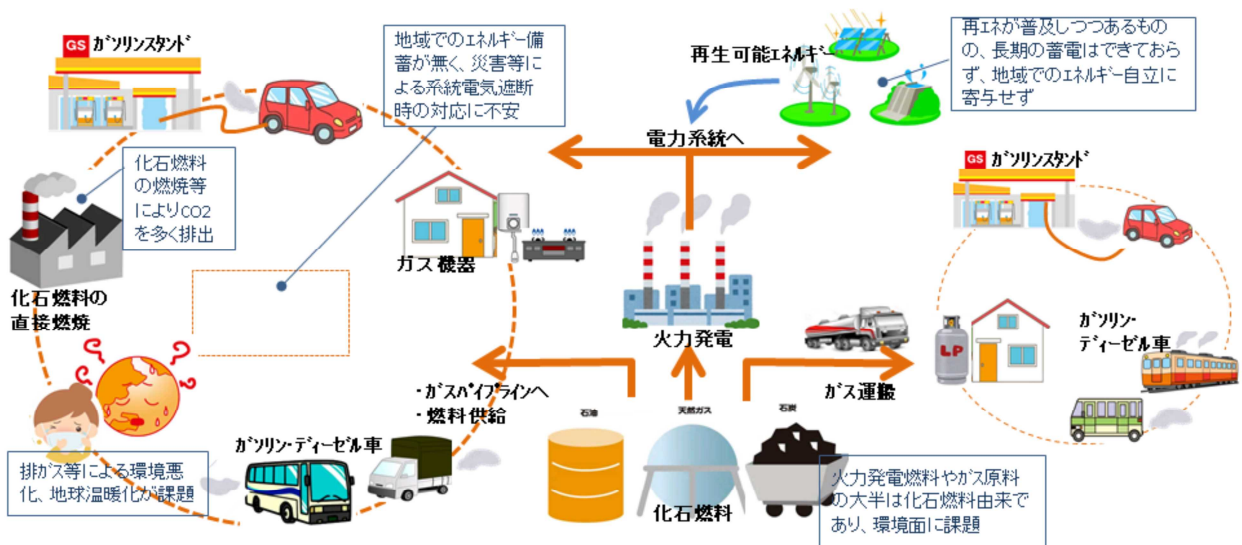 GS ガソリンスタンド
地域でのエネルギー備
蓄が無く、災害等によ
る系統電気遮断
時の対応に不安
再生可能エネルギー
再エネが普及しつつあるもの
の、長期の蓄電はできておら
ず、地域でのエネルギー自立に
寄与せず
電力系統へ
化石燃料
の燃焼等
によりCO2
を多く排出
化石燃料の
直接燃焼
ガス機器
火力発電
GS ガソリンスタンド
LP
ガソリン・
ディーゼル車
ガス運搬
・ガスパイプラインへ
・燃料供給
石油
天然ガス
石炭
化石燃料
ガソリン・ディーゼル車
排ガス等による環境悪
化、地球温暖化が課題
火力発電燃料やガス原料
の大半は化石燃料由来で
あり、環境面に課題